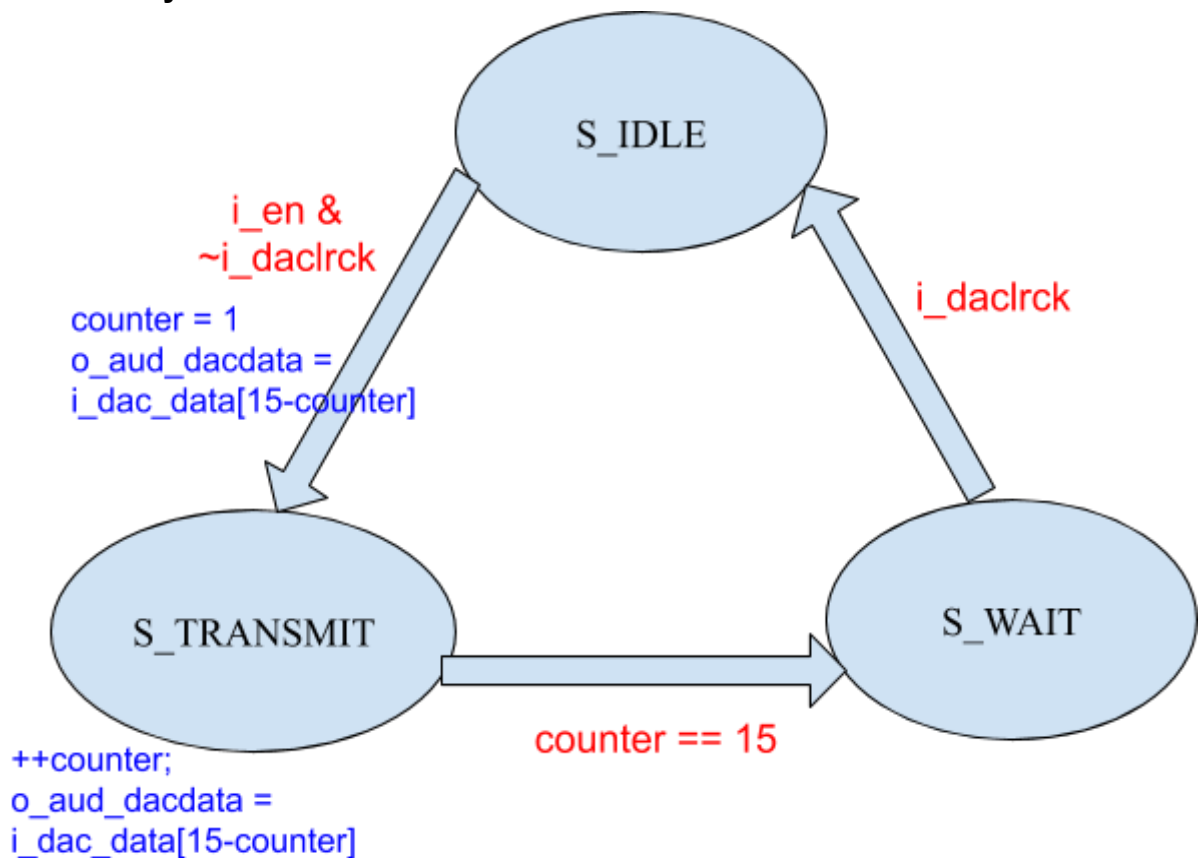 S_IDLE
i_en &
~i_daclrck
counter = 1
o_aud_dacdata =
i_dac_data[15-counter]
i_daclrck
S_TRANSMIT
S_WAIT
counter == 15
++counter;
o_aud_dacdata =
i_dac_data[15-counter]